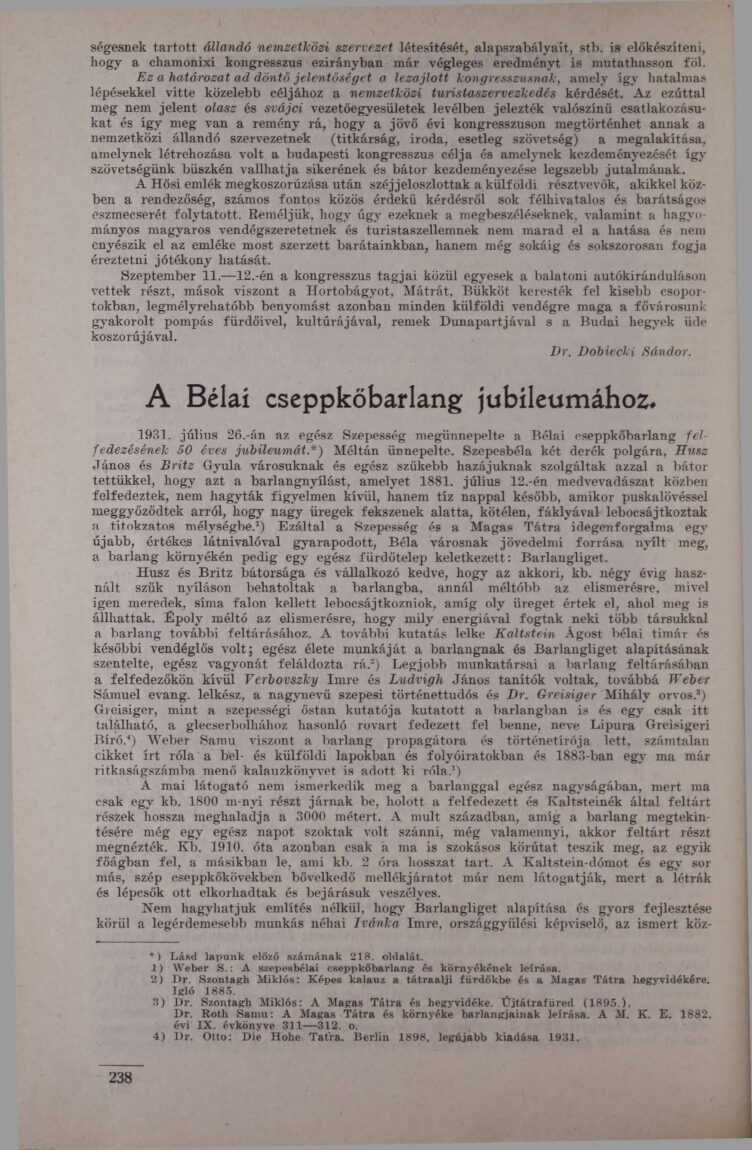 ségesnek tartott állandó nemzetközi szervezet létesítését, alapszabályait, stb. is előkészíteni,
hogy a chamonixi kongresszus ezirányban már végleges eredményt is mutathasson föl.
Ez a határozat ad döntő jelentőséget a lezajlott kongresszusnak, amely így hatalmas
lépésekkel vitte közelebb céljához a nemzetközi turistaszervezkedés kérdését. Az ezúttal
meg nem jelent olasz és svájci vezetőegyesületek levélben jelezték valószínű csatlakozásu-
kat és így meg van a remény rá, hogy a jövő évi kongresszuson megtörténhet annak a
nemzetközi állandó szervezetnek (titkárság, iroda, esetleg szövetség) a megalakítása,
amelynek létrehozása volt a budapesti kongresszus célja és amelynek kezdeményezését így
szövetségünk büszkén vallhatja sikerének és bátor kezdeményezése legszebb jutalmának.
A Hősi emlék megkoszorúzása után széjjeloszlottak a külföldi résztvevők, akikkel köz-
ben a rendezőség, számos fontos közös érdekű kérdésről sok félhivatalos és barátságos
eszmecserét folytatott. Reméljük, hogy úgy ezeknek a megbeszéléseknek, valamint a hagyo-
mányos magyaros vendégszeretetnek és turistaszellemnek nem marad el a hatása és nem
enyészik el az emléke most szerzett barátainkban, hanem még sokáig és sokszorosan fogja
éreztetni jótékony hatását.
Szeptember 11.—12.-én a kongresszus tagjai közül egyesek a balatoni autókiránduláson
vettek részt, mások viszont a Hortobágyot, Mátrát, Bükköt keresték fel kisebb csopor-
tokban, legmélyrehatóbb benyomást azonban minden külföldi vendégre maga a fővárosunk
gyakorolt pompás fürdőivel, kultúrájával, remek Dunapartjával s a Budai hegyek üde
koszorújával.
Dr. Dobiecki Sándor.
A Bélai cseppkőbarlang jubileumához.
1931. július 26.-án az egész Szepesség megünnepelte a Bélai cseppkőbarlang fel-
fedezésének 50 éves jubileumát.*) Méltán ünnepelte. Szepesbéla két derék polgára, Husz
János és Britz Gyula városuknak és egész szűkebb hazájuknak szolgáltak azzal a bátor
tettükkel, hogy azt a barlangnyílást, amelyet 1881. július 12.-én medvevadászat közben
felfedeztek, nem hagyták figyelmen kívül, hanem tíz nappal később, amikor puskalövéssel
meggyőződtek arról, hogy nagy üregek fekszenek alatta, kötélen, fáklyával lebocsájtkoztak
a titokzatos mélységbe.¹) Ezáltal a Szepesség és a Magas Tátra idegenforgalma egy
újabb, értékes látnivalóval gyarapodott, Béla városnak jövedelmi forrása nyílt meg,
a barlang környékén pedig egy egész fürdőtelep keletkezett: Barlangliget.
Husz és Britz bátorsága és vállalkozó kedve, hogy az akkori, kb. négy évig hasz-
nált szük nyíláson behatoltak a barlangba, annál méltóbb az elismerésre, mivel
igen meredek, síma falon kellett lebocsájtkozniok, amíg oly üreget értek el, ahol meg is
állhattak. Époly méltó az elismerésre, hogy mily energiával fogtak neki több társukkal
a barlang további feltárásához. A további kutatás lelke Kaltstein Ágost bélai timár és
későbbi vendéglős volt; egész élete munkáját a barlangnak és Barlangliget alapításának
szentelte, egész vagyonát feláldozta rá.²) Legjobb munkatársai a barlang feltárásában
a felfedezőkön kívül Verbovszky Imre és Ludvigh János tanítók voltak, továbbá Weber
Sámuel evang. lelkész, a nagynevű szepesi történettudós és Dr. Greisiger Mihály orvos.³)
Greisiger, mint a szepességi őstan kutatója kutatott a barlangban is és egy csak itt
található, a glecserbolhához hasonló rovart fedezett fel benne, neve Lipura Greisigeri
Bíró.⁴) Weber Samu viszont a barlang propagátora és történetírója lett, számtalan
cikket írt róla a bel- és külföldi lapokban és folyóiratokban és 1883-ban egy ma már
ritkaságszámba menő kalauzkönyvet is adott ki róla.¹)
A mai látogató nem ismerkedik meg a barlanggal egész nagyságában, mert ma
csak egy kb. 1800 m-nyi részt járnak be, holott a felfedezett és Kaltsteinék által feltárt
részek hossza meghaladja a 3000 métert. A mult században, amíg a barlang megtekin-
tésére még egy egész napot szoktak volt szánni, még valamennyi, akkor feltárt részt
megnézték. Kb. 1910. óta azonban csak a ma is szokásos körútat teszik meg, az egyik
főágban fel, a másikban le, ami kb. 2 óra hosszat tart. A Kaltstein-dómot és egy sor
más, szép cseppkőkövekben bővelkedő mellékjáratot már nem látogatják, mert a létrák
és lépcsők ott elkorhadtak és bejárásuk veszélyes.
Nem hagyhatjuk említés nélkül, hogy Barlangliget alapítása és gyors fejlesztése
körül a legérdemesebb munkás néhai Ivánka Imre, országgyűlési képviselő, az ismert köz-
*) Lásd lapunk előző számának 218. oldalát.
1) Weber S.: A szepesbélai cseppkőbarlang és környékének leírása.
2) Dr. Szontagh Miklós: Képes kalauz a tátraalji fürdőkbe és a Magas Tátra hegyvidékére.
Igló 1885.
3) Dr. Szontagh Miklós: A Magas Tátra és hegyvidéke. Újtátrafüred (1895.).
Dr. Roth Samu: A Magas Tátra és környéke barlangjainak leírása. A M. K. E. 1882.
évi IX. évkönyve 311—312. o.
4) Dr. Otto: Die Hohe Tatra. Berlin 1898, legújabb kiadása 1931.
238